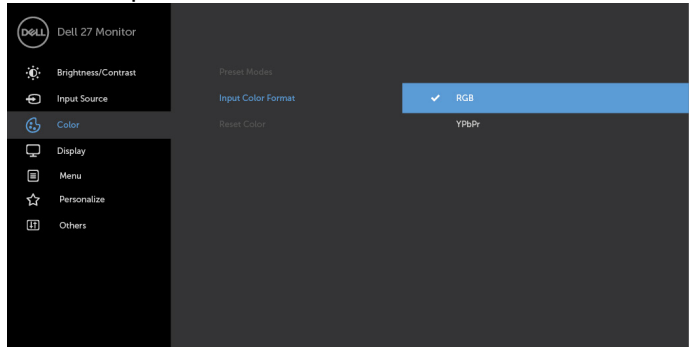 DELL Dell 27 Monitor
Brightness/Contrast Preset Modes
Input Source Input Color Format RGB
Color Reset Color YPbPr
Display
Menu
Personalize
Others